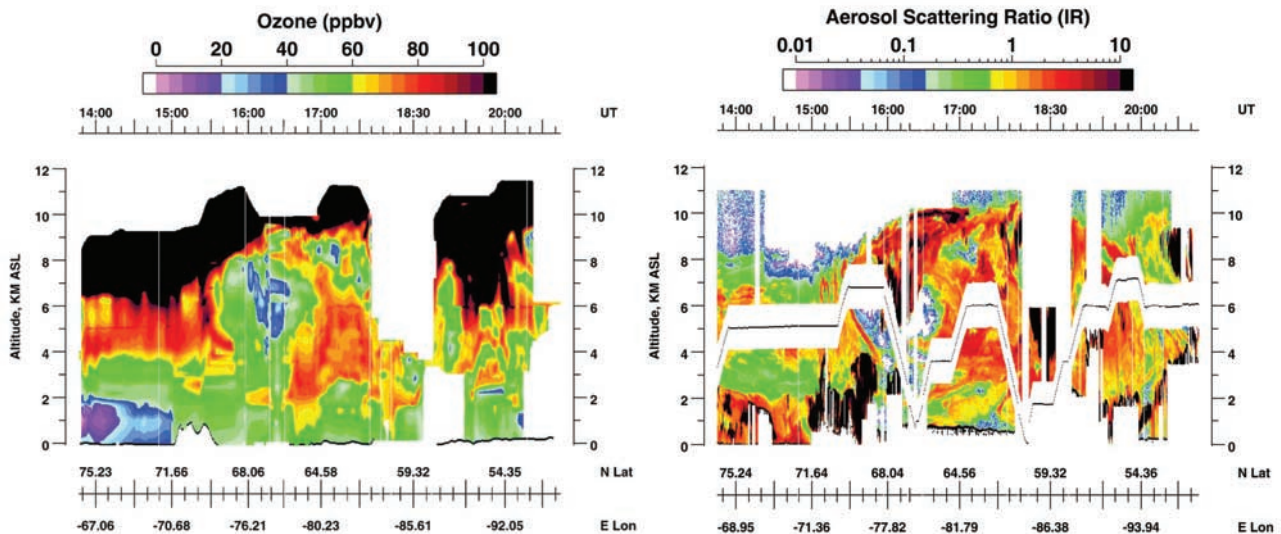 Ozone (ppbv)
0 20 40 60 80 100
14:00 15:00 16:00 17:00 18:30 20:00 UT
12 12
10 10
8 8
6 6
4 4
2 2
0 0
Altitude, KM ASL
75.23 71.66 68.06 64.58 59.32 54.35 N Lat
-67.06 -70.68 -76.21 -80.23 -85.61 -92.05 E Lon
Aerosol Scattering Ratio (IR)
0.01 0.1 1 10
14:00 15:00 16:00 17:00 18:30 20:00 UT
12 12
10 10
8 8
6 6
4 4
2 2
0 0
Altitude, KM ASL
75.24 71.64 68.04 64.56 59.32 54.36 N Lat
-68.95 -71.36 -77.82 -81.79 -86.38 -93.94 E Lon